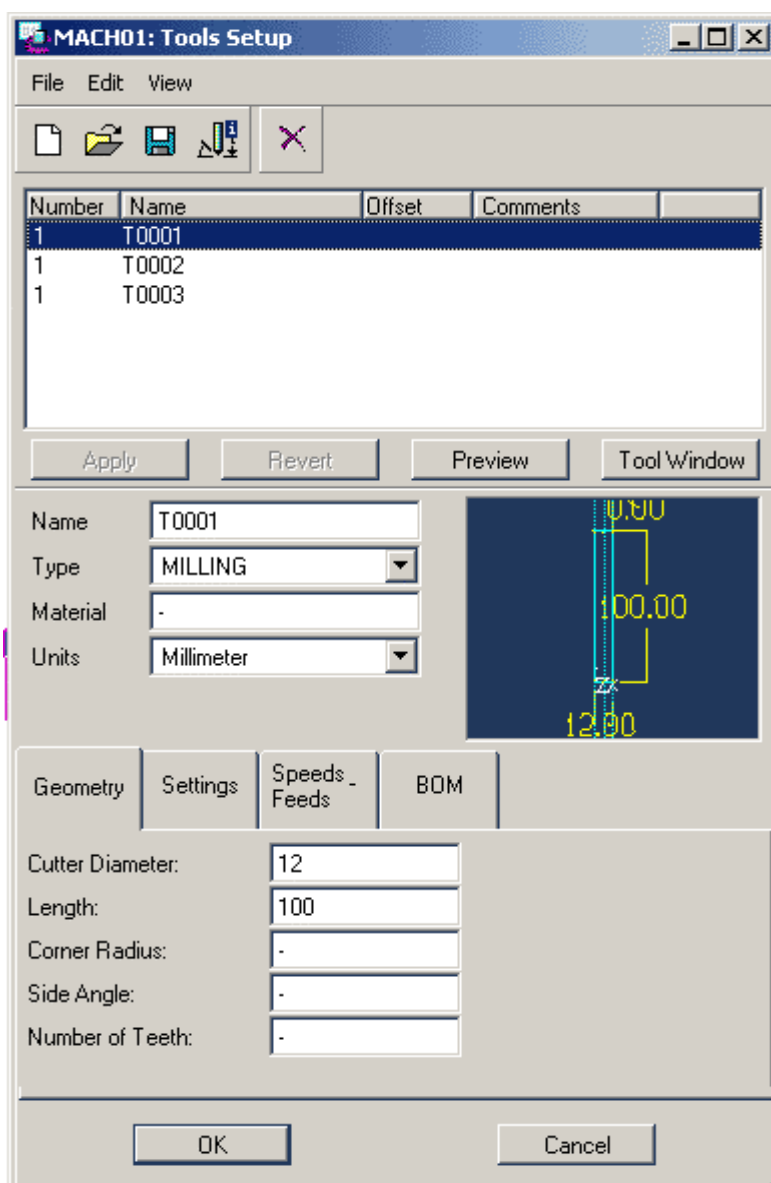 MACH01: Tools Setup
File Edit View
Number Name Offset Comments
1 T0001
1 T0002
1 T0003
Apply Revert Preview Tool Window
Name T0001
Type MILLING
Material -
Units Millimeter
0.00
100.00
Z
12.00
Geometry Settings Speeds - Feeds BOM
Cutter Diameter: 12
Length: 100
Corner Radius: -
Side Angle: -
Number of Teeth: -
OK Cancel